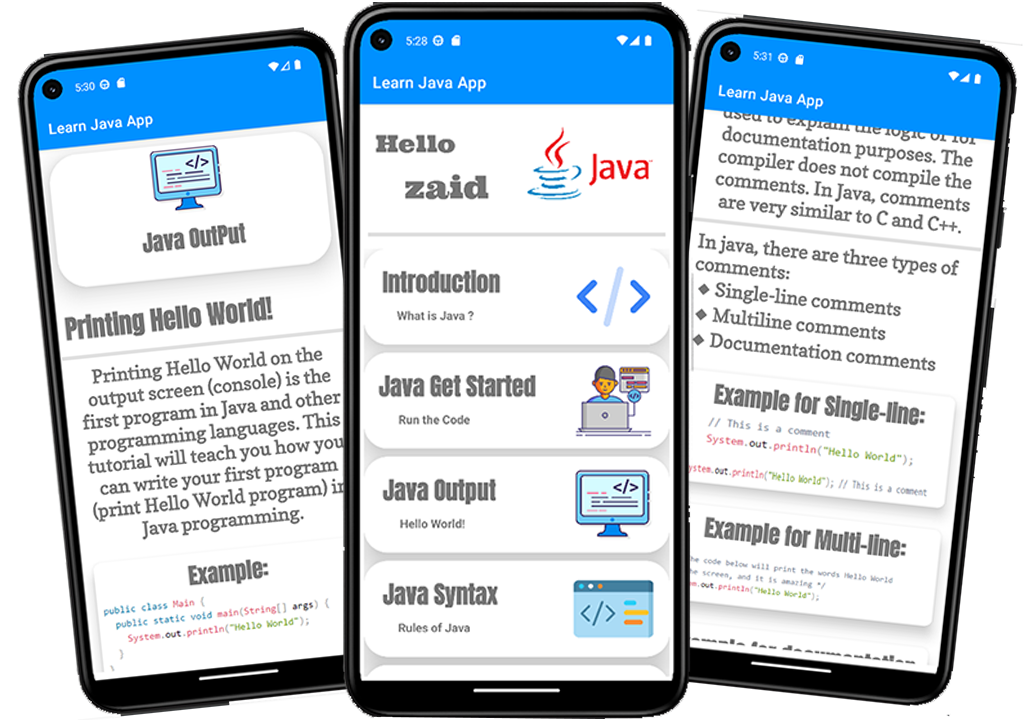 5:30
Learn Java App
</>
Java OutPut
Printing Hello World!
Printing Hello World on the
output screen (console) is the
first program in Java and other
programming languages. This
tutorial will teach you how you
can write your first program
(print Hello World program) in
Java programming.
Example:
public class Main {
public static void main(String[] args) {
System.out.println("Hello World");
}
}
5:28
Learn Java App
Hello
zaid
Java
Introduction
What is Java ?
</>
Java Get Started
Run the Code
</>
Java Output
Hello World!
</>
Java Syntax
Rules of Java
</>
5:31
Learn Java App
used to explain the logic or for
documentation purposes. The
compiler does not compile the
comments. In Java, comments
are very similar to C and C++.
In java, there are three types of
comments:
❖ Single-line comments
❖ Multiline comments
❖ Documentation comments
Example for Single-line:
// This is a comment
System.out.println("Hello World");
ystem.out.println("Hello World"); // This is a comment
Example for Multi-line:
he code below will print the words Hello World
he screen, and it is amazing */
em.out.println("Hello World");
ample for documentation